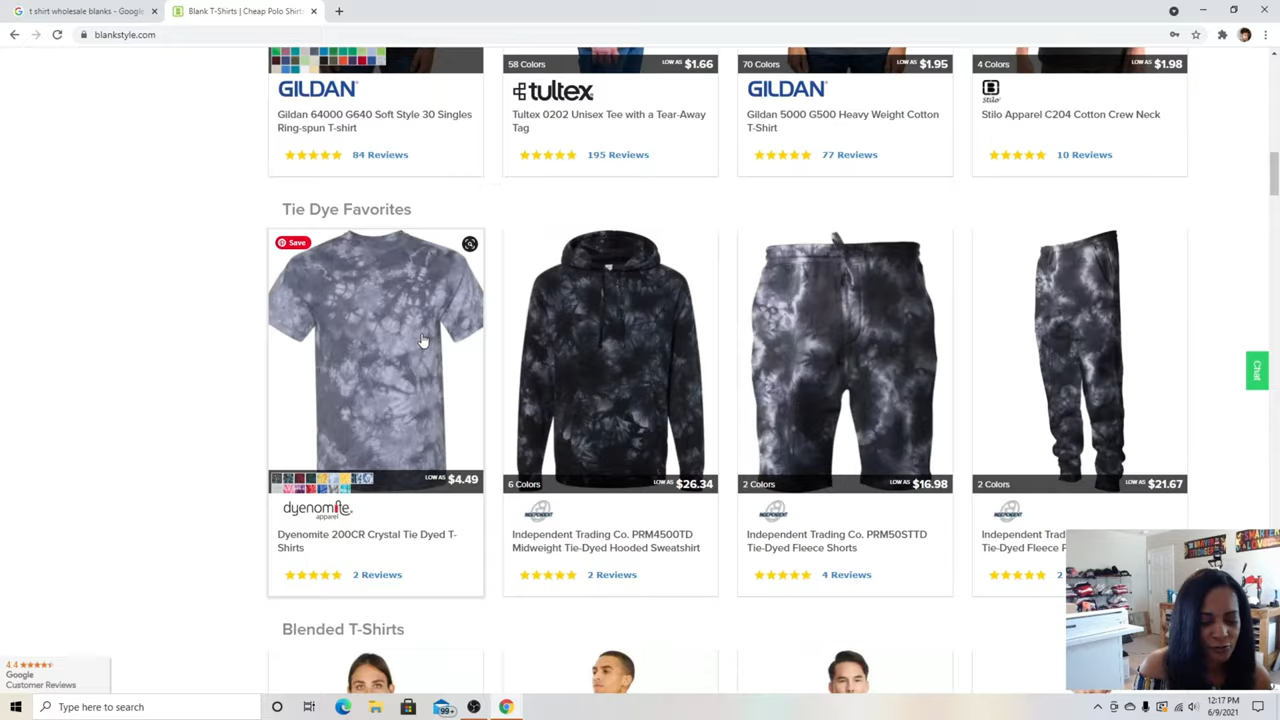 t shirt wholesale blanks - Google
Blank T-Shirts | Cheap Polo Shirts
blankstyle.com
58 Colors
LOW AS $1.66
70 Colors
LOW AS $1.95
4 Colors
LOW AS $1.98
GILDAN
tultex
GILDAN
Stilo
Gildan 64000 G640 Soft Style 30 Singles
Ring-spun T-shirt
Tultex 0202 Unisex Tee with a Tear-Away
Tag
Gildan 5000 G500 Heavy Weight Cotton
T-Shirt
Stilo Apparel C204 Cotton Crew Neck
84 Reviews
195 Reviews
77 Reviews
10 Reviews
Tie Dye Favorites
Save
Chat
LOW AS $4.49
6 Colors
LOW AS $26.34
2 Colors
LOW AS $16.98
2 Colors
LOW AS $21.67
dyenomite
apparel
INDEPENDENT
INDEPENDENT
INDEPENDENT
Dyenomite 200CR Crystal Tie Dyed T-
Shirts
Independent Trading Co. PRM4500TD
Midweight Tie-Dyed Hooded Sweatshirt
Independent Trading Co. PRM50STTD
Tie-Dyed Fleece Shorts
Independent Trad
Tie-Dyed Fleece P
2 Reviews
2 Reviews
4 Reviews
2
Blended T-Shirts
4.4
Google
Customer Reviews
Type here to search
99+
12:17 PM
6/9/2021